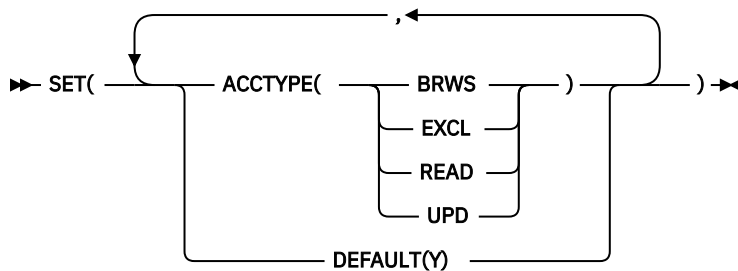 ,
SET( ACCTYPE( BRWS ) )
EXCL
READ
UPD
DEFAULT(Y)